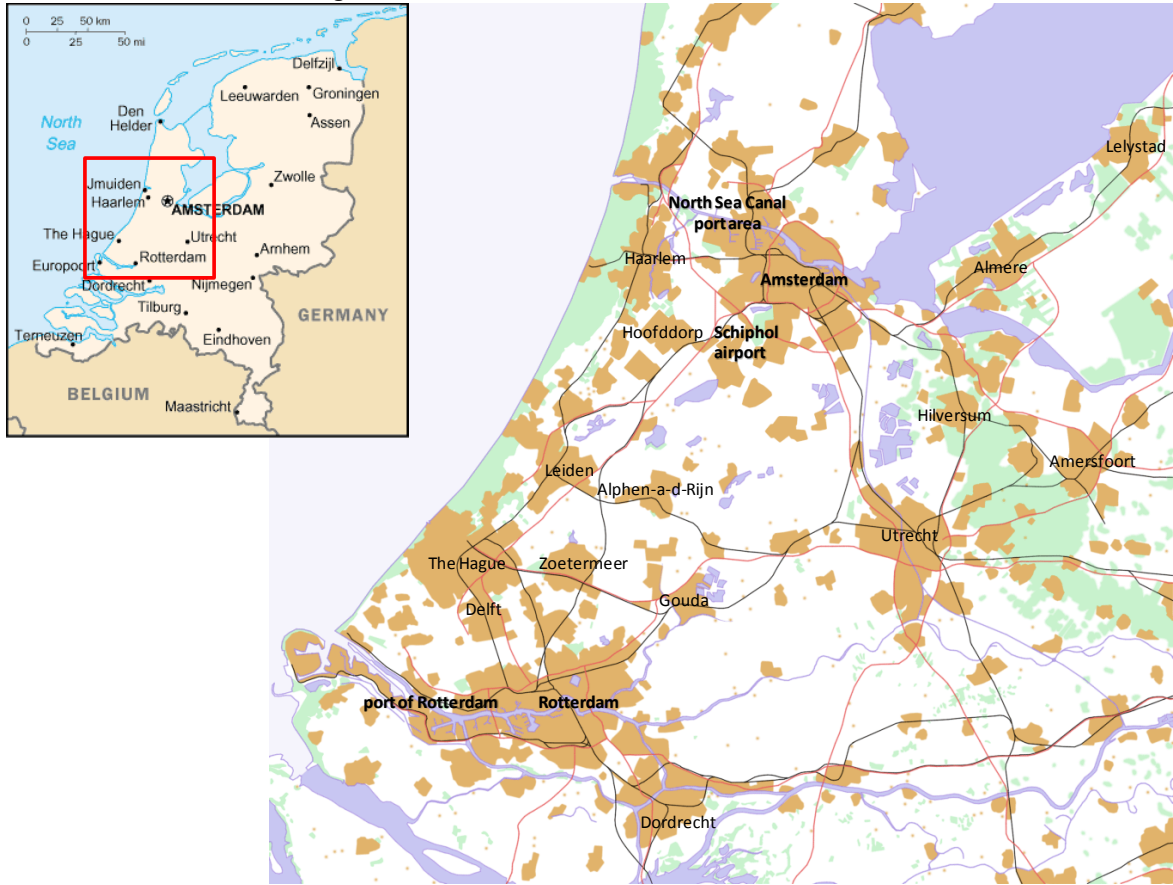 0 25 50 km
0 25 50 mi
Delfzijl
Leeuwarden
Groningen
Den
Helder
Assen
North
Sea
Zwolle
Jmuiden
Haarlem
AMSTERDAM
The Hague
Utrecht
Arnhem
Europoort
Rotterdam
Dordrecht
Nijmegen
Tilburg
GERMANY
Terneuzen
Eindhoven
BELGIUM
Maastricht
Lelystad
North Sea Canal
port area
Haarlem
Almere
Amsterdam
Hoofddorp
Schiphol
airport
Hilversum
Amersfoort
Leiden
Alphen-a-d-Rijn
Utrecht
The Hague
Zoetermeer
Delft
Gouda
port of Rotterdam
Rotterdam
Dordrecht